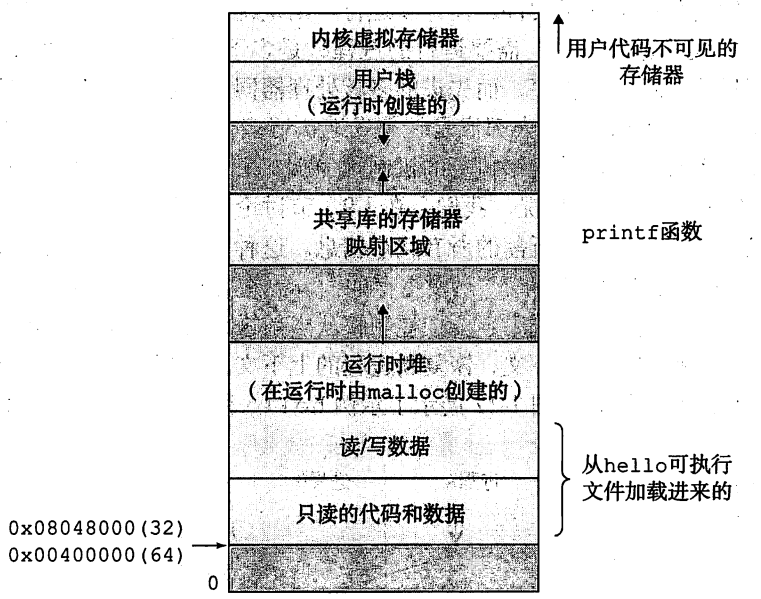 内核虚拟存储器
用户代码不可见的
存储器
用户栈
(运行时创建的)
共享库的存储器
映射区域
printf函数
运行时堆
(在运行时由malloc创建的)
读/写数据
从hello可执行
文件加载进来的
只读的代码和数据
0x08048000(32)
0x00400000(64)
0